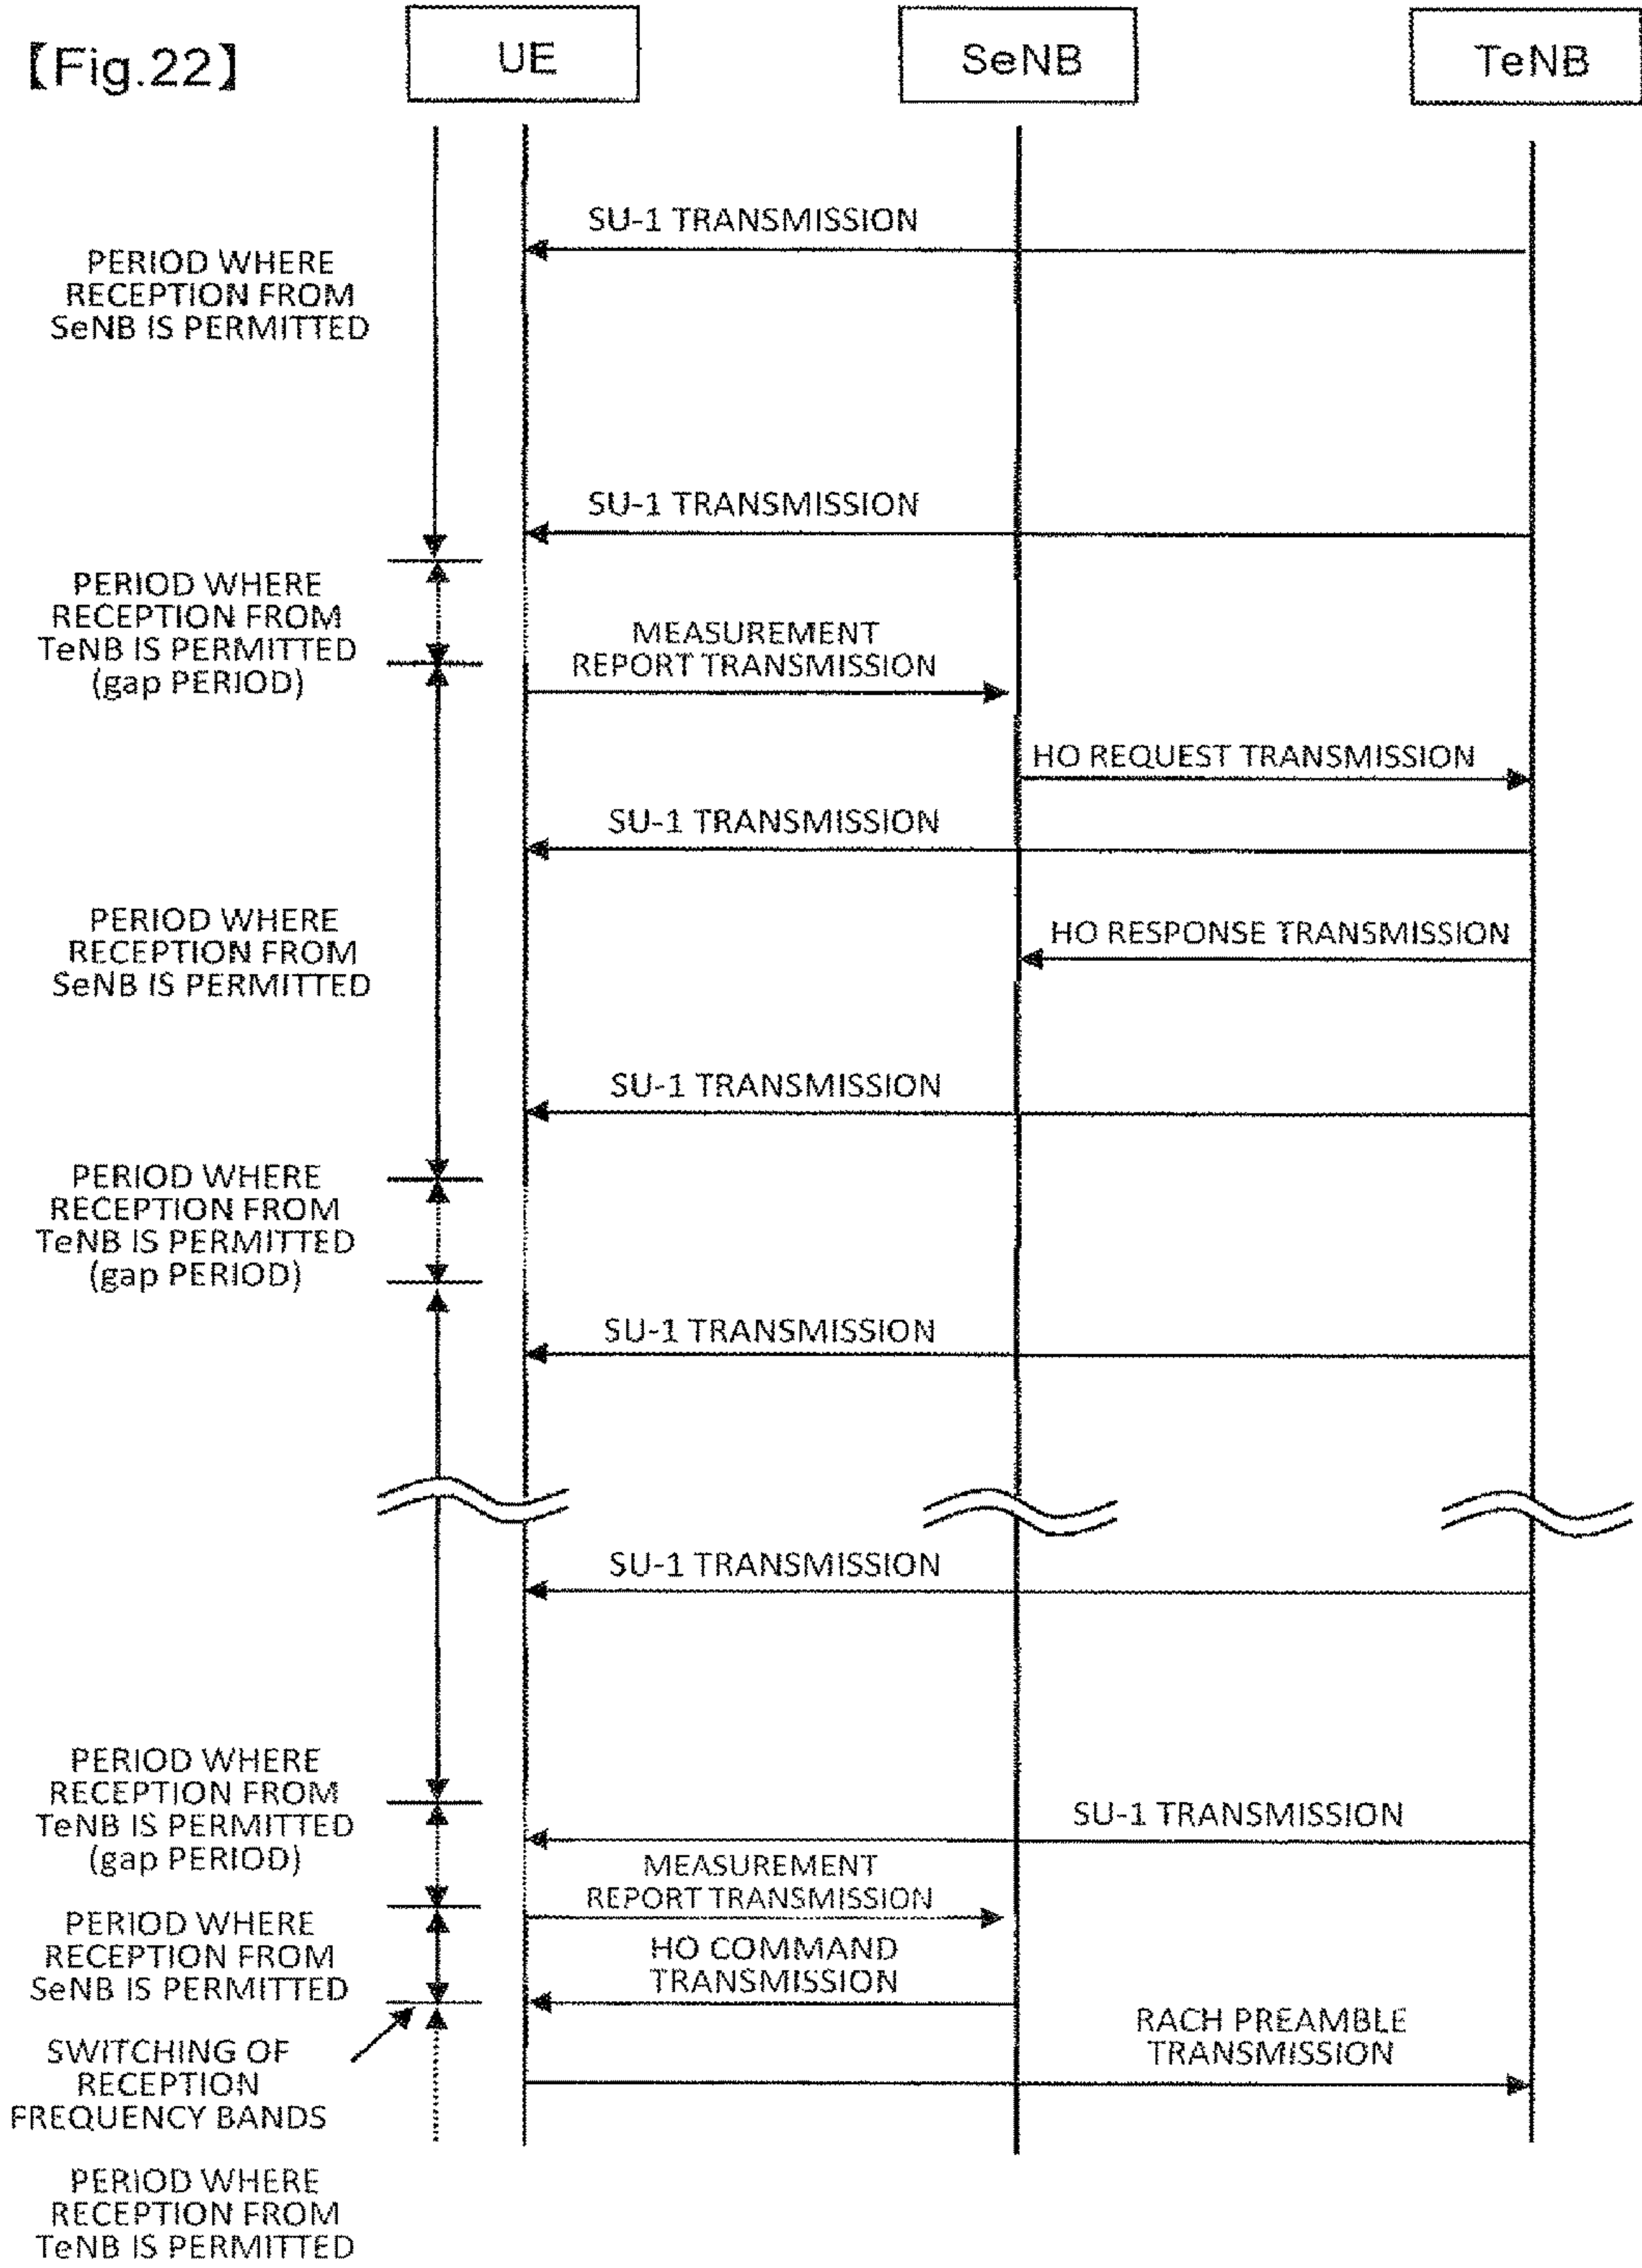 【Fig.22】
UE
SeNB
TeNB
SU-1 TRANSMISSION
PERIOD WHERE
RECEPTION FROM
SeNB IS PERMITTED
SU-1 TRANSMISSION
PERIOD WHERE
RECEPTION FROM
TeNB IS PERMITTED
(gap PERIOD)
MEASUREMENT
REPORT TRANSMISSION
HO REQUEST TRANSMISSION
SU-1 TRANSMISSION
PERIOD WHERE
RECEPTION FROM
SeNB IS PERMITTED
HO RESPONSE TRANSMISSION
SU-1 TRANSMISSION
PERIOD WHERE
RECEPTION FROM
TeNB IS PERMITTED
(gap PERIOD)
SU-1 TRANSMISSION
SU-1 TRANSMISSION
PERIOD WHERE
RECEPTION FROM
TeNB IS PERMITTED
(gap PERIOD)
SU-1 TRANSMISSION
MEASUREMENT
REPORT TRANSMISSION
PERIOD WHERE
RECEPTION FROM
SeNB IS PERMITTED
HO COMMAND
TRANSMISSION
RACH PREAMBLE
TRANSMISSION
SWITCHING OF
RECEPTION
FREQUENCY BANDS
PERIOD WHERE
RECEPTION FROM
TeNB IS PERMITTED